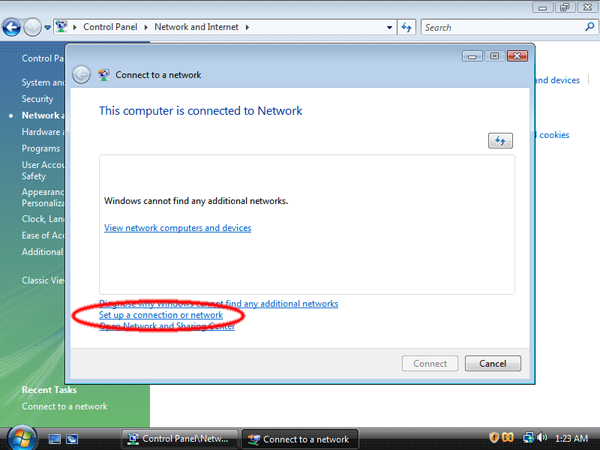 Control Panel
Network and Internet
Search
Control Pa
System and
Security
Network a
Hardware a
Programs
User Accou
Safety
Appearanc
Personaliza
Clock, Lan
Ease of Acc
Additional
Classic View
Recent Tasks
Connect to a network
and devices
cookies
Connect to a network
This computer is connected to Network
Windows cannot find any additional networks.
View network computers and devices
Diagnose why Windows cannot find any additional networks
Set up a connection or network
Open Network and Sharing Center
Connect
Cancel
Control Panel\Netw...
Connect to a network
1:23 AM